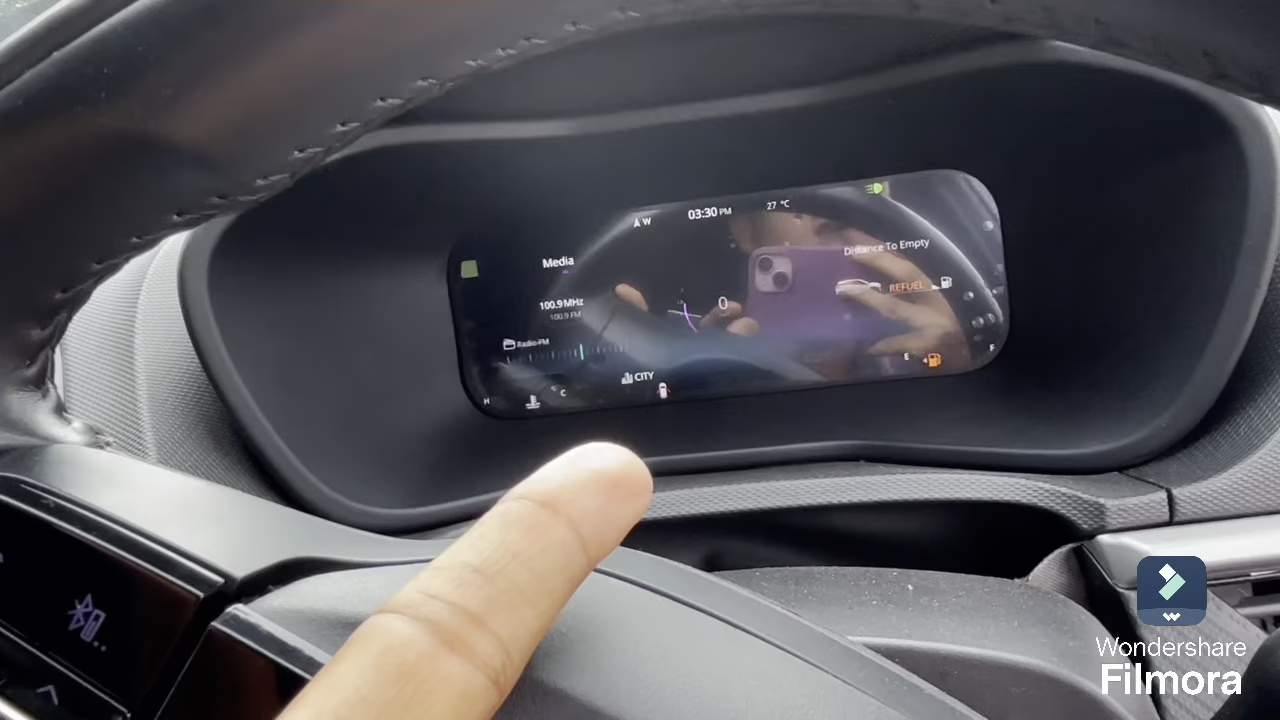 W
03:30 PM
27 °C
Media
Distance To Empty
100.9 MHz
100.9 FM
0
REFUEL
Radio-FM
E
F
CITY
H
°C
Wondershare
Filmora